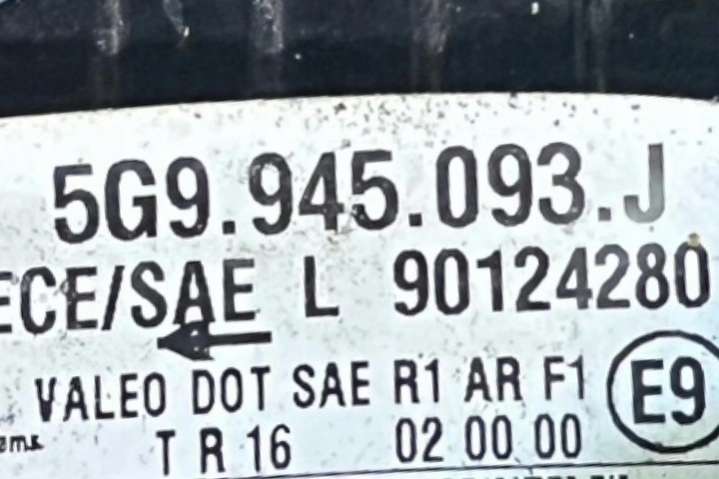 5G9.945.093.J
ECE/SAE L 90124280
VALEO DOT SAE R1 AR F1 E9
T R 16 02 00 00